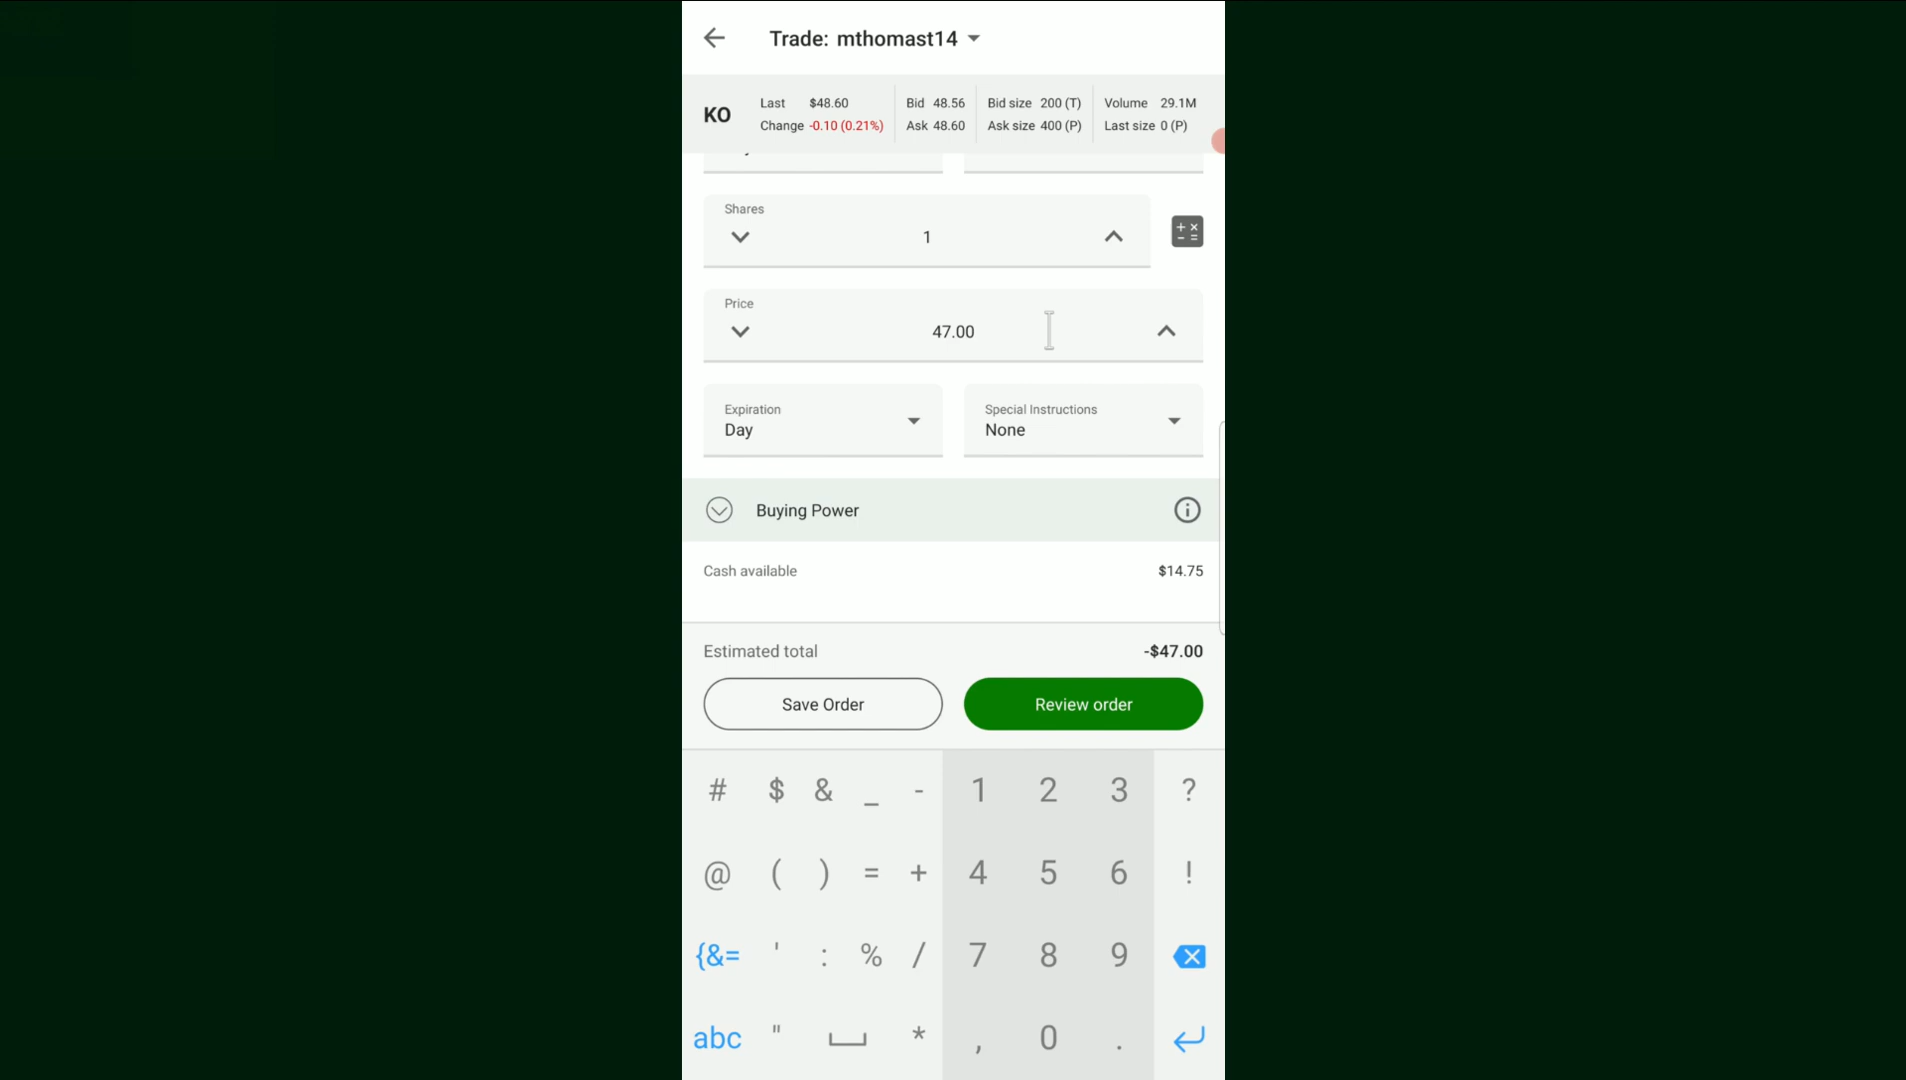 Trade: mthomast14
KO
Last $48.60
Change -0.10 (0.21%)
Bid 48.56
Ask 48.60
Bid size 200 (T)
Ask size 400 (P)
Volume 29.1M
Last size 0 (P)
Shares
1
+ ×
− =
Price
47.00
Expiration
Day
Special Instructions
None
Buying Power
Cash available $14.75
Estimated total -$47.00
Save Order Review order
# $ & _ - 1 2 3 ?
@ ( ) = + 4 5 6 !
{&= ' : % / 7 8 9
abc " * , 0 .